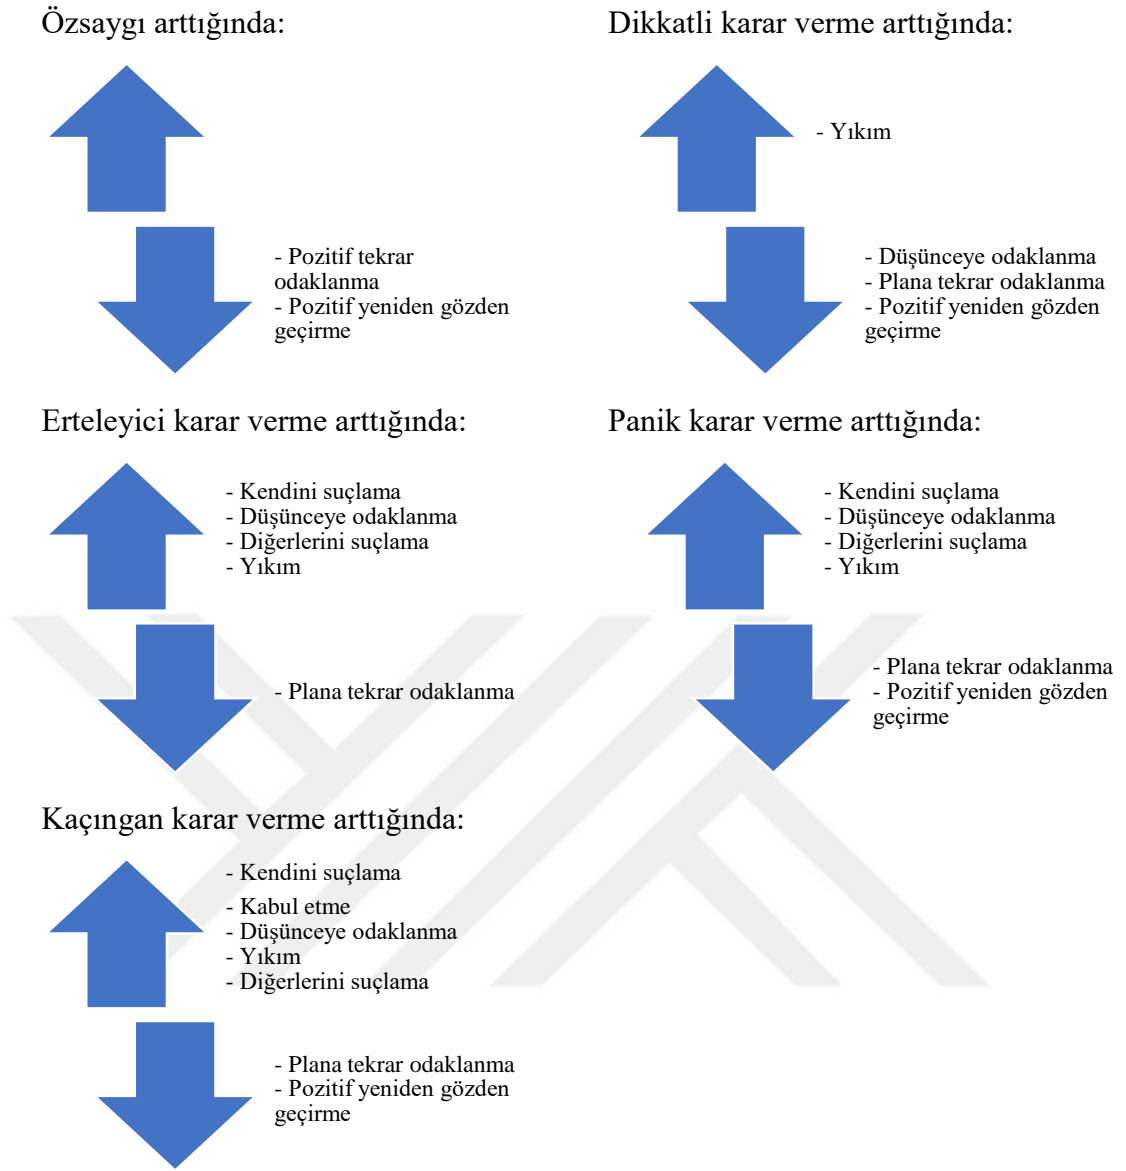 Özsaygı arttığında:
- Pozitif tekrar
odaklanma
- Pozitif yeniden gözden
geçirme
Dikkatli karar verme arttığında:
- Yıkım
- Düşünceye odaklanma
- Plana tekrar odaklanma
- Pozitif yeniden gözden
geçirme
Erteleyici karar verme arttığında:
- Kendini suçlama
- Düşünceye odaklanma
- Diğerlerini suçlama
- Yıkım
- Plana tekrar odaklanma
Panik karar verme arttığında:
- Kendini suçlama
- Düşünceye odaklanma
- Diğerlerini suçlama
- Yıkım
- Plana tekrar odaklanma
- Pozitif yeniden gözden
geçirme
Kaçıngan karar verme arttığında:
- Kendini suçlama
- Kabul etme
- Düşünceye odaklanma
- Yıkım
- Diğerlerini suçlama
- Plana tekrar odaklanma
- Pozitif yeniden gözden
geçirme